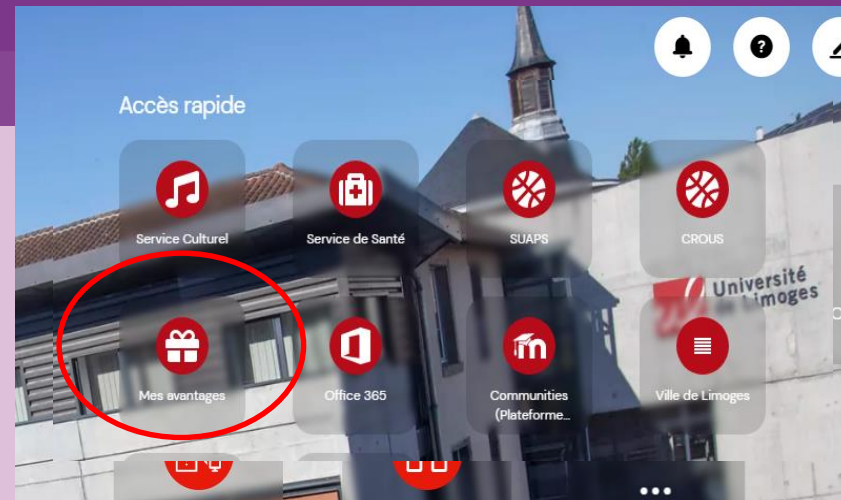 Accès rapide
Service Culturel
Service de Santé
SUAPS
CROUS
Université
de Limoges
Mes avantages
Office 365
Communities
(Plateforme...
Ville de Limoges